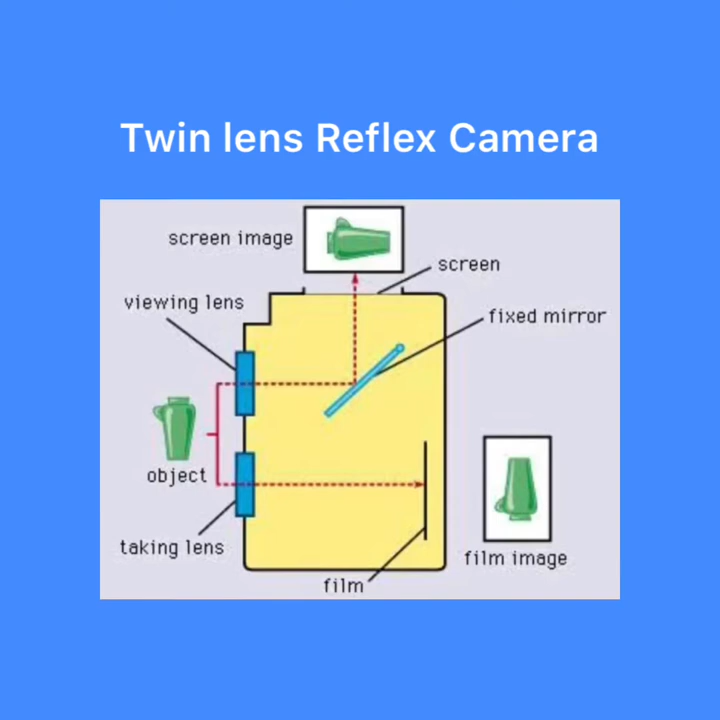 Twin lens Reflex Camera
screen image
screen
viewing lens
fixed mirror
object
taking lens
film image
film